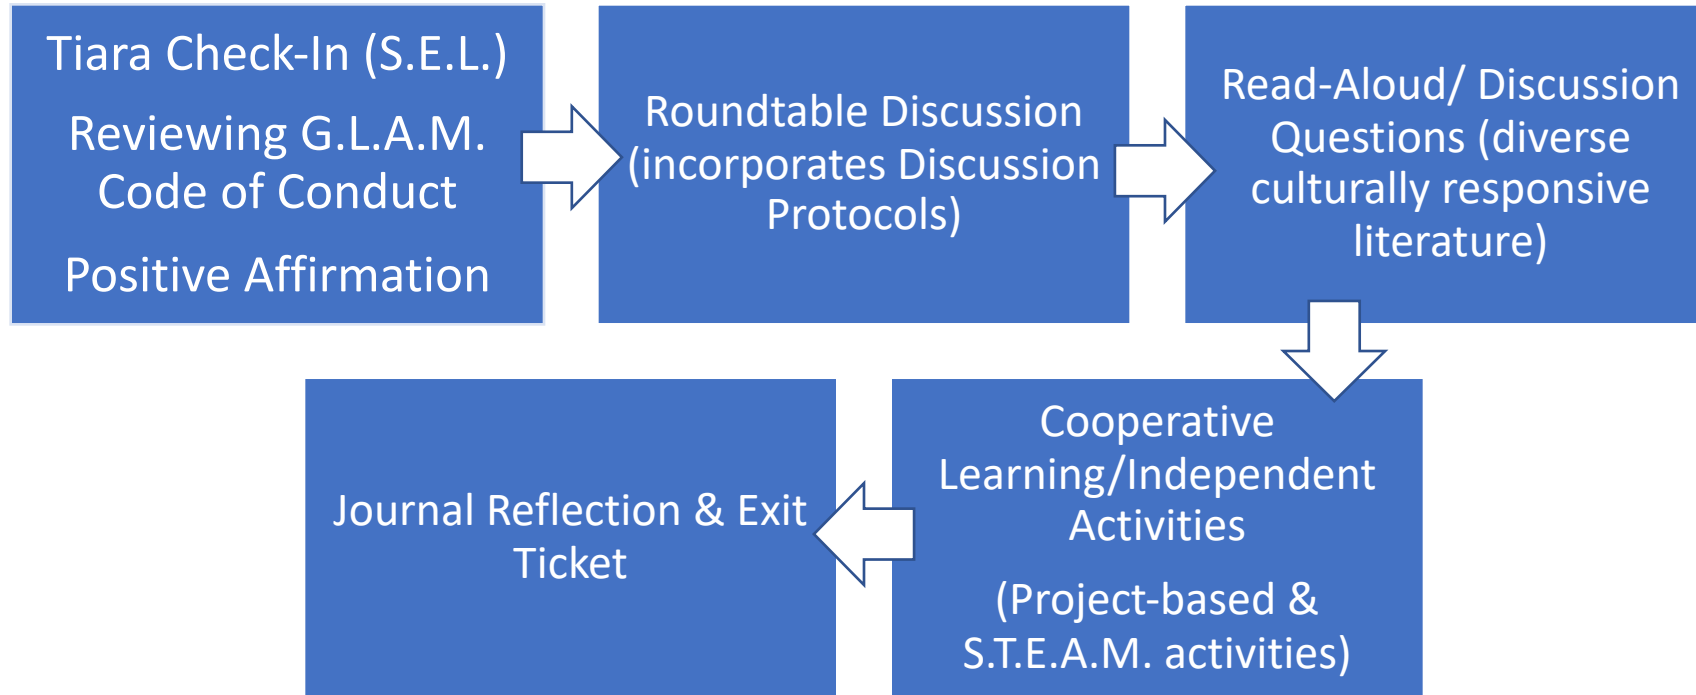 Tiara Check-In (S.E.L.)
Reviewing G.L.A.M.
Code of Conduct
Positive Affirmation
Roundtable Discussion
(incorporates Discussion
Protocols)
Read-Aloud/ Discussion
Questions (diverse
culturally responsive
literature)
Cooperative
Learning/Independent
Activities
(Project-based &
S.T.E.A.M. activities)
Journal Reflection & Exit
Ticket